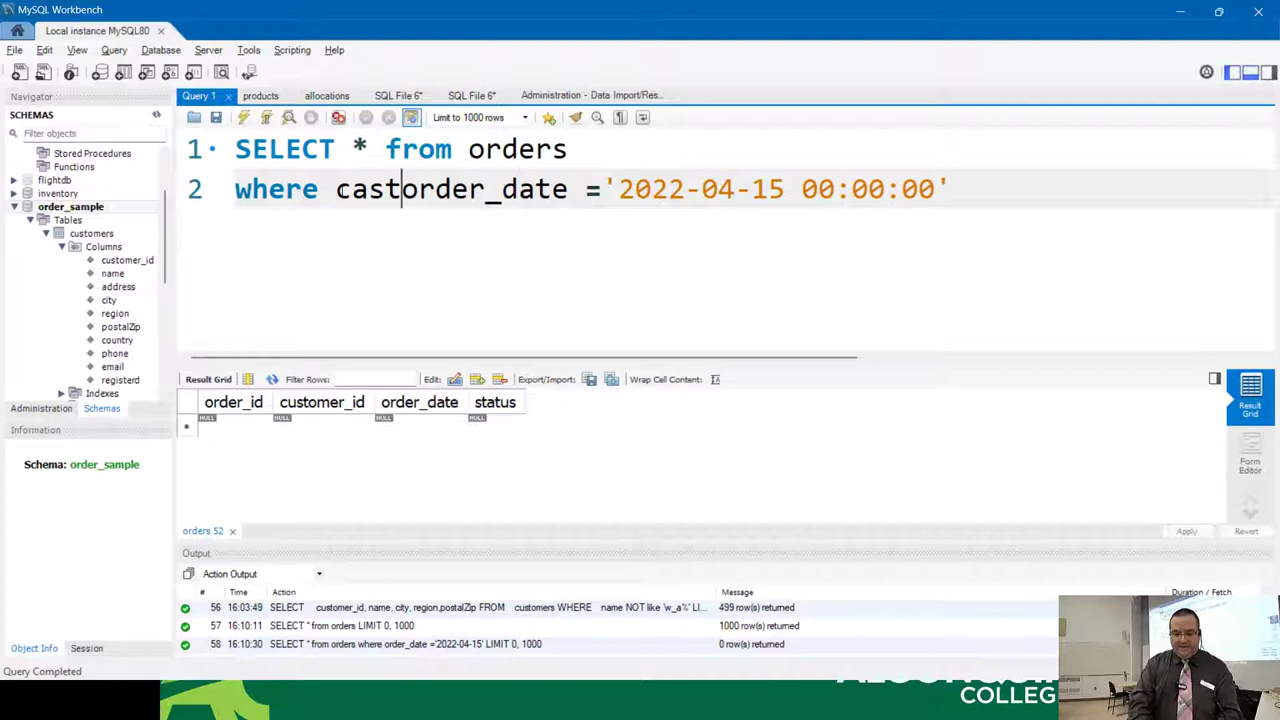 MySQL Workbench
Local instance MySQL80
File Edit View Query Database Server Tools Scripting Help
Navigator
Query 1 products allocations SQL File 6* SQL File 6* Administration - Data Import/Res...
SCHEMAS
Filter objects
Limit to 1000 rows
Stored Procedures
Functions
flightdb
inventory
order_sample
Tables
customers
Columns
customer_id
name
address
city
region
postalZip
country
phone
email
registerd
Indexes
Administration Schemas
Information
Schema: order_sample
Object Info Session
Query Completed
1 SELECT * from orders
2 where castorder_date ='2022-04-15 00:00:00'
Result Grid Filter Rows: Edit: Export/Import: Wrap Cell Content:
order_id customer_id order_date status
NULL NULL NULL NULL
Result Grid
Form Editor
orders 52 Apply Revert
Output
Action Output
# Time Action Message Duration / Fetch
56 16:03:49 SELECT customer_id, name, city, region,postalZip FROM customers WHERE name NOT like 'w_a%' LI... 499 row(s) returned
57 16:10:11 SELECT * from orders LIMIT 0, 1000 1000 row(s) returned
58 16:10:30 SELECT * from orders where order_date ='2022-04-15' LIMIT 0, 1000 0 row(s) returned
COLLEG